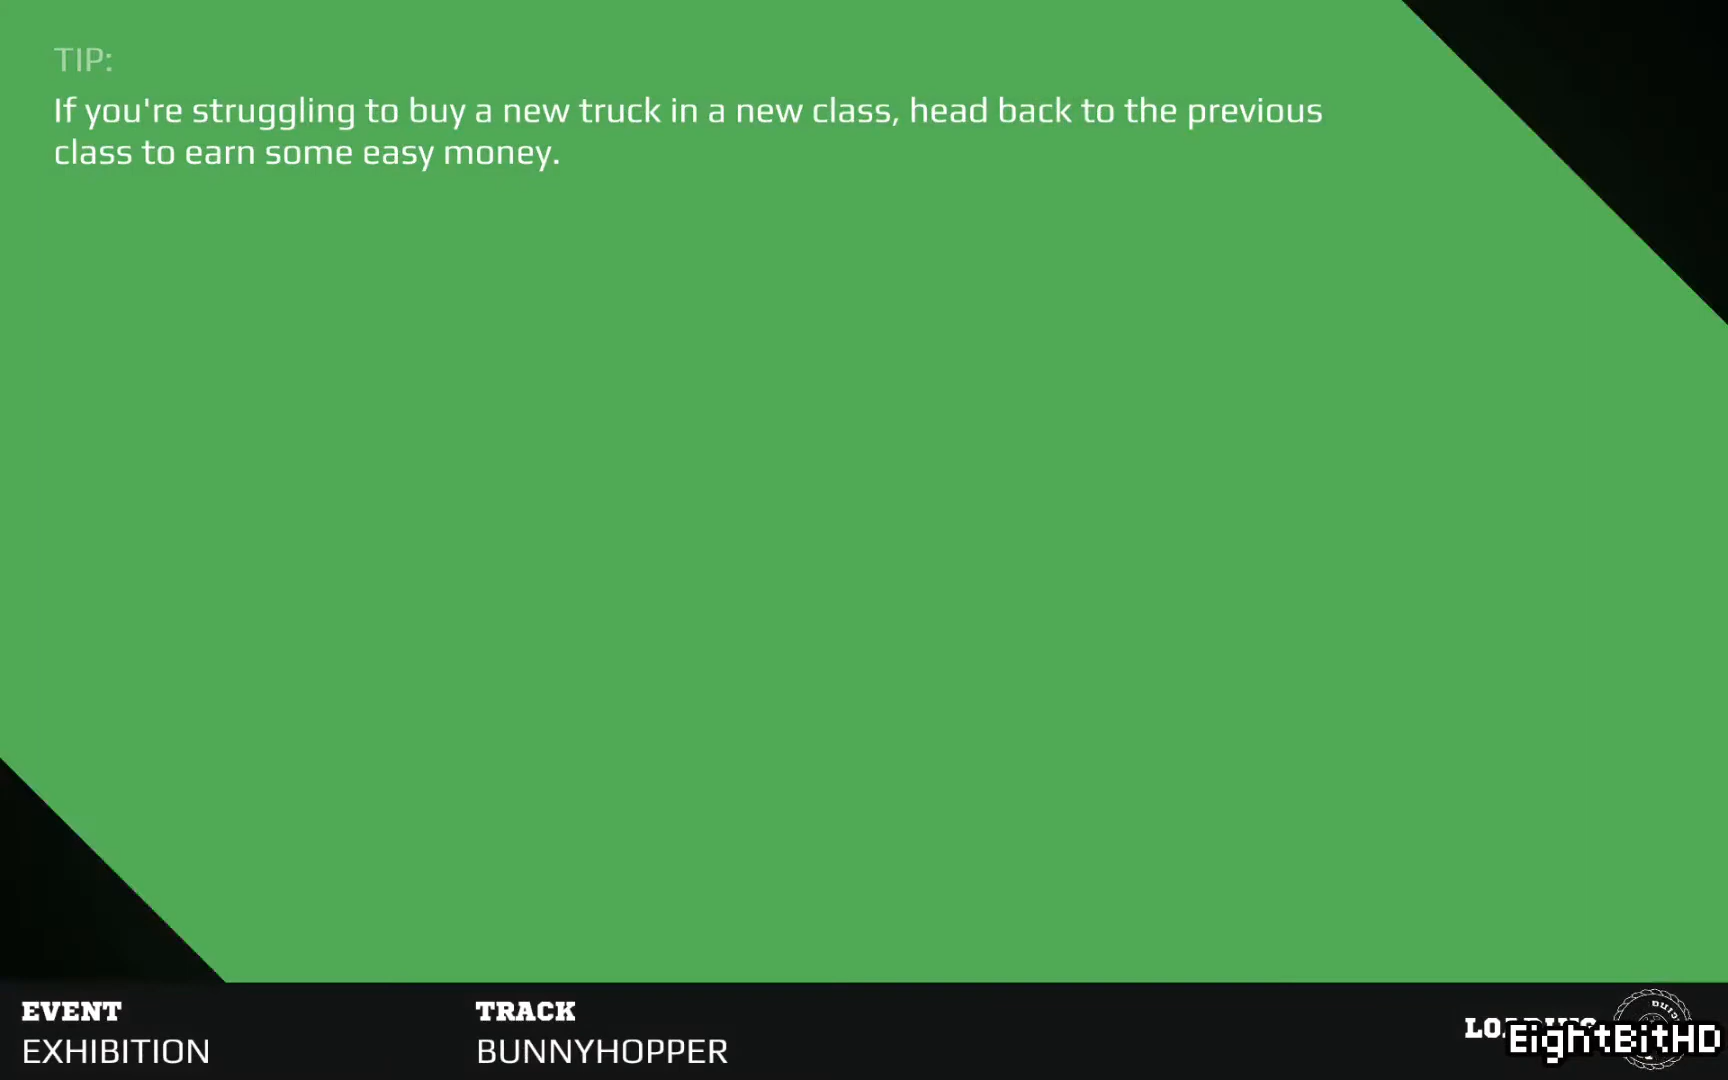 TIP:
If you're struggling to buy a new truck in a new class, head back to the previous
class to earn some easy money.
EVENT
EXHIBITION
TRACK
BUNNYHOPPER
EightBitHD